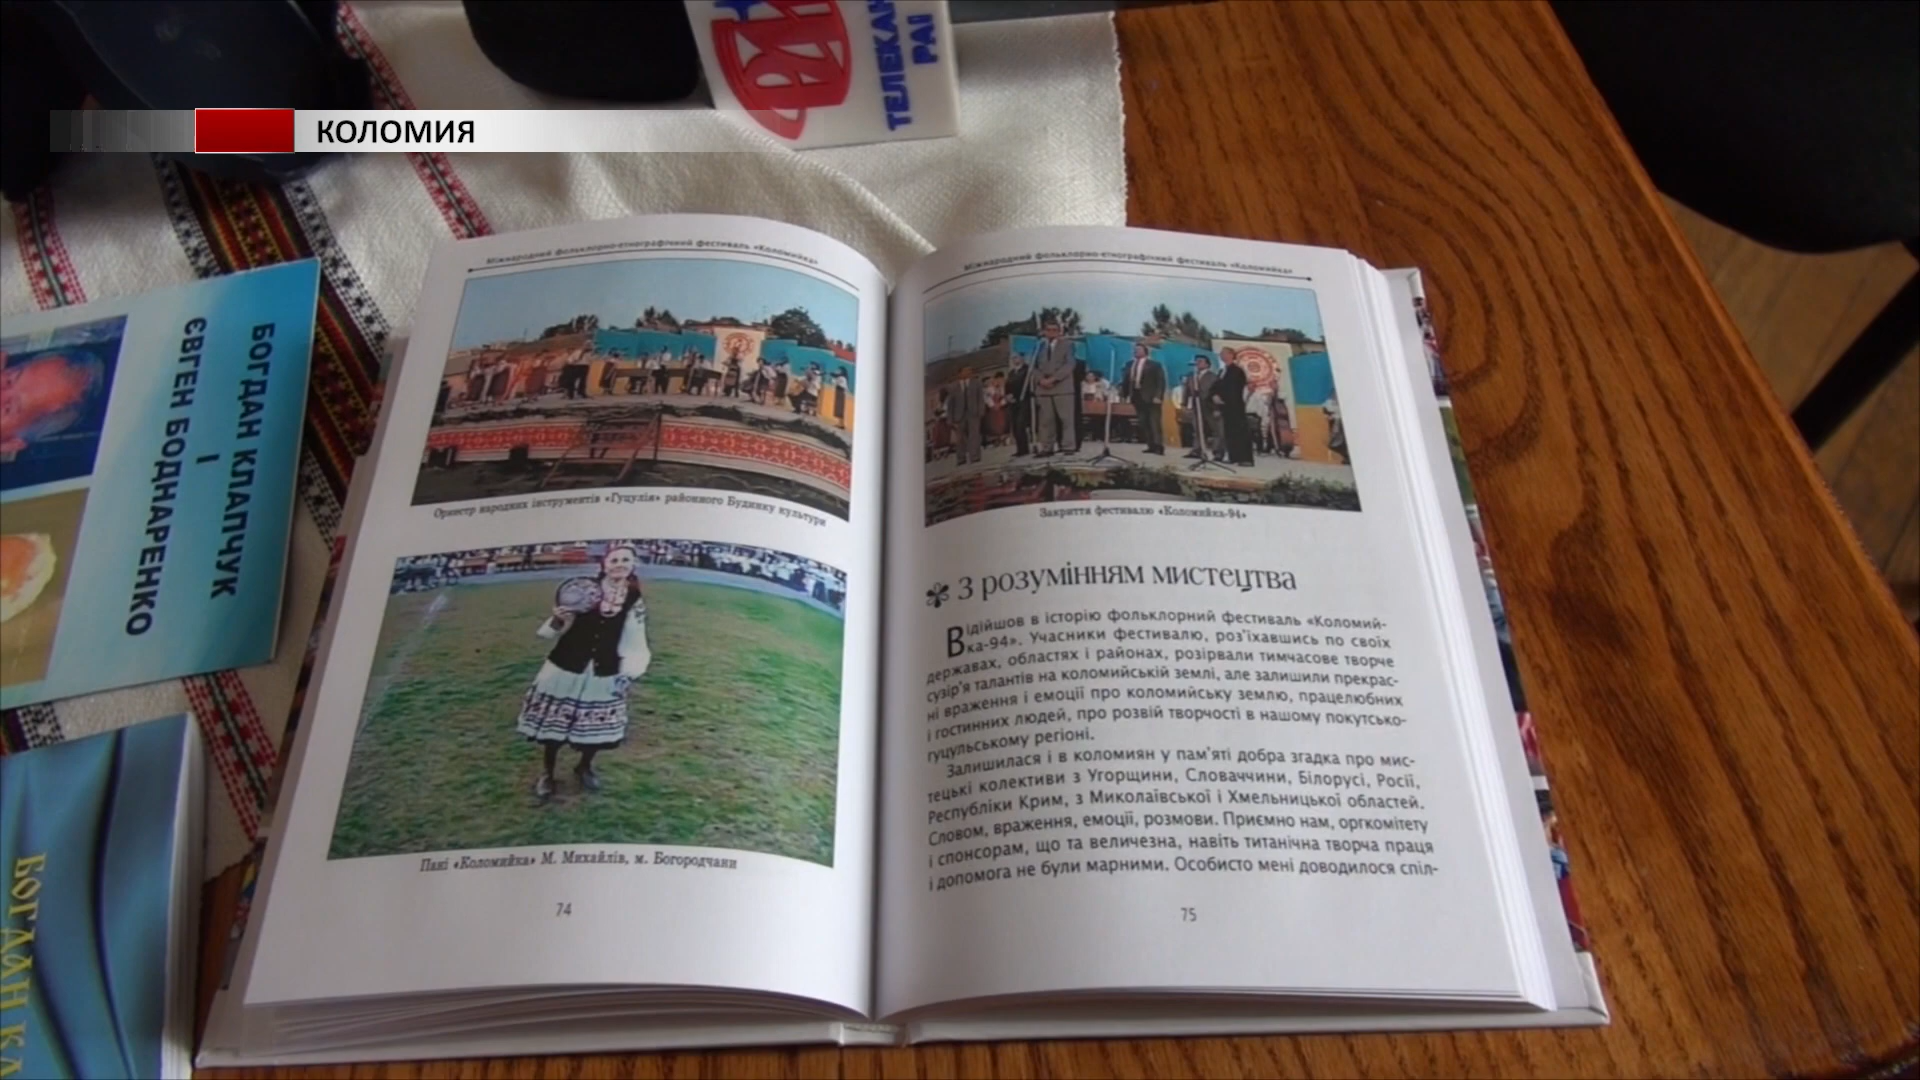 КОЛОМИЯ
ТЕЛЕКАН
РАІ
БОГДАН КЛАПЧУК
І
ЄВГЕН БОДНАРЕНКО
Міжнародний фольклорно-етнографічний фестиваль «Коломийка»
Оркестр народних інструментів «Гуцулія» районного Будинку культури
Пані «Коломийка» М. Михайлів, м. Богородчани
74
Міжнародний фольклорно-етнографічний фестиваль «Коломийка»
Закриття фестивалю «Коломийка-94»
З розумінням мистецтва
Відійшов в історію фольклорний фестиваль «Коломий-
ка-94». Учасники фестивалю, роз'їхавшись по своїх
державах, областях і районах, розірвали тимчасове творче
сузір'я талантів на коломийській землі, але залишили прекрас-
ні враження і емоції про коломийську землю, працелюбних
і гостинних людей, про розвій творчості в нашому покутсько-
гуцульському регіоні.
Залишилася і в коломиян у пам'яті добра згадка про мис-
тецькі колективи з Угорщини, Словаччини, Білорусі, Росії,
Республіки Крим, з Миколаївської і Хмельницької областей.
Словом, враження, емоції, розмови. Приємно нам, оргкомітету
і спонсорам, що та величезна, навіть титанічна творча праця
і допомога не були марними. Особисто мені доводилося спіл-
75
БОГДАН КЛ